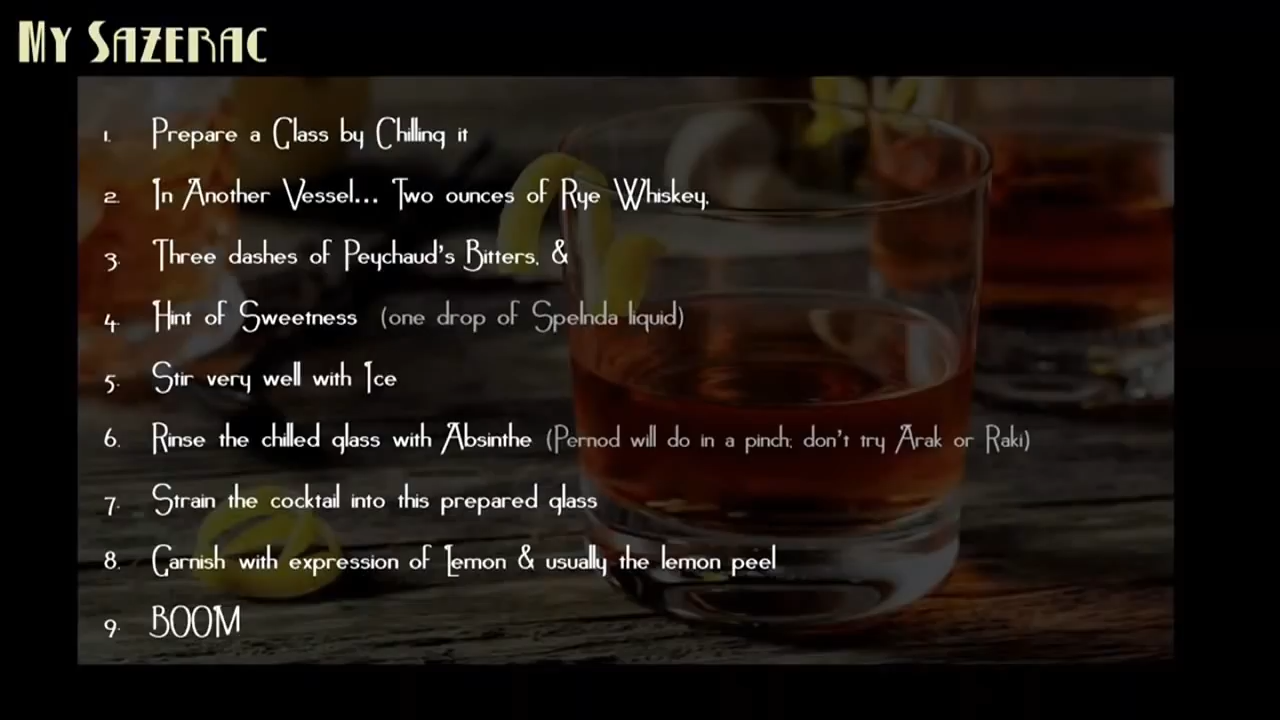 My Sazerac
1. Prepare a Glass by Chilling it
2. In Another Vessel... Two ounces of Rye Whiskey,
3. Three dashes of Peychaud's Bitters, &
4. Hint of Sweetness (one drop of Spelnda liquid)
5. Stir very well with Ice
6. Rinse the chilled glass with Absinthe (Pernod will do in a pinch; don't try Arak or Raki)
7. Strain the cocktail into this prepared glass
8. Garnish with expression of Lemon & usually the lemon peel
9. BOOM